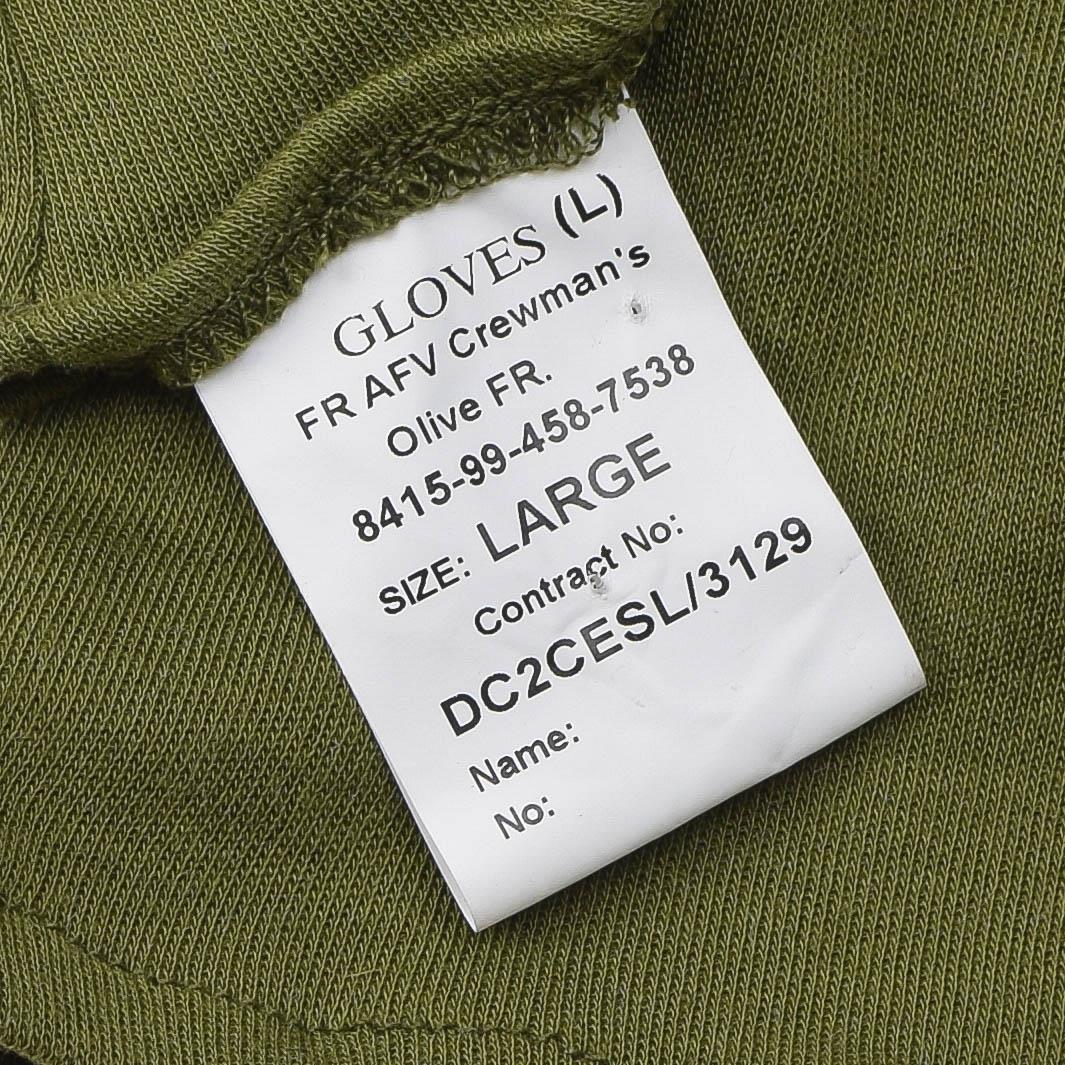 GLOVES (L)
FR AFV Crewman's
Olive FR.
8415-99-458-7538
SIZE: LARGE
Contract No:
DC2CESL/3129
Name:
No: